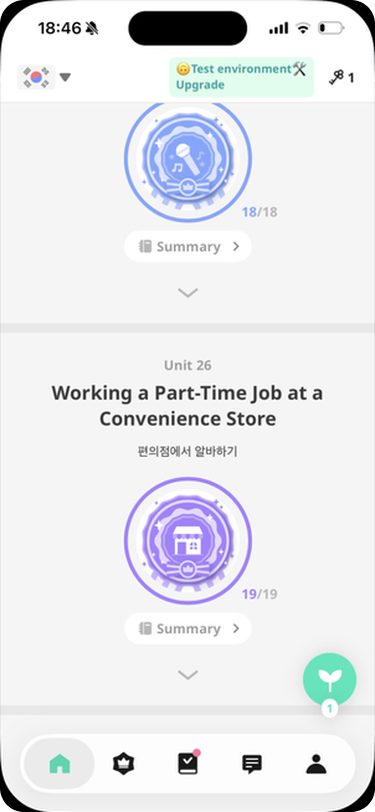 18:46
Test environment
Upgrade
1
18/18
Summary
Unit 26
Working a Part-Time Job at a
Convenience Store
편의점에서 알바하기
19/19
Summary
1